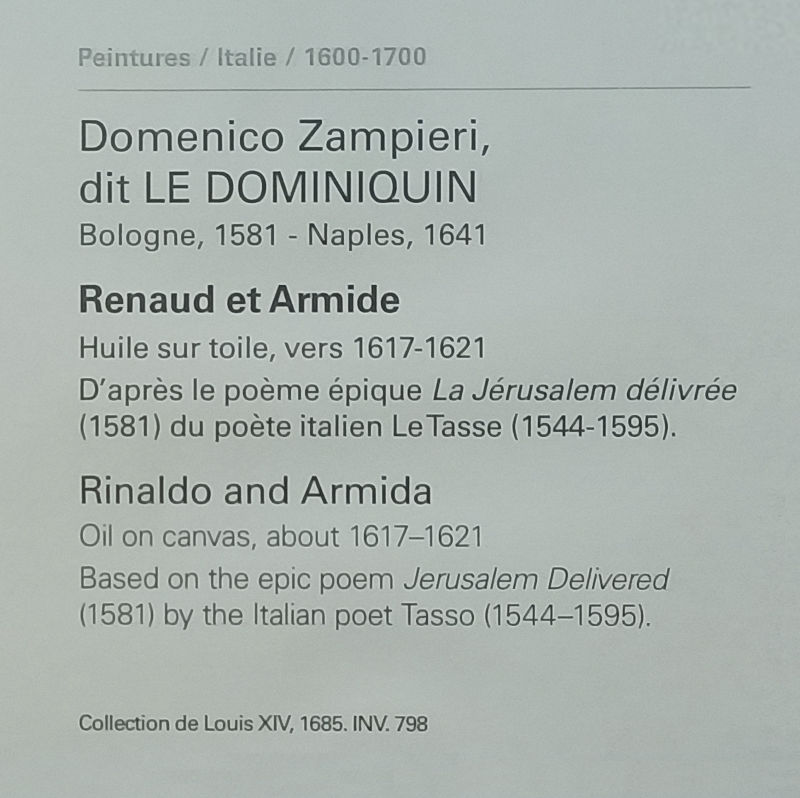 Peintures / Italie / 1600-1700
Domenico Zampieri,
dit LE DOMINIQUIN
Bologne, 1581 - Naples, 1641
Renaud et Armide
Huile sur toile, vers 1617-1621
D'après le poème épique La Jérusalem délivrée
(1581) du poète italien Le Tasse (1544-1595).
Rinaldo and Armida
Oil on canvas, about 1617–1621
Based on the epic poem Jerusalem Delivered
(1581) by the Italian poet Tasso (1544–1595).
Collection de Louis XIV, 1685. INV. 798